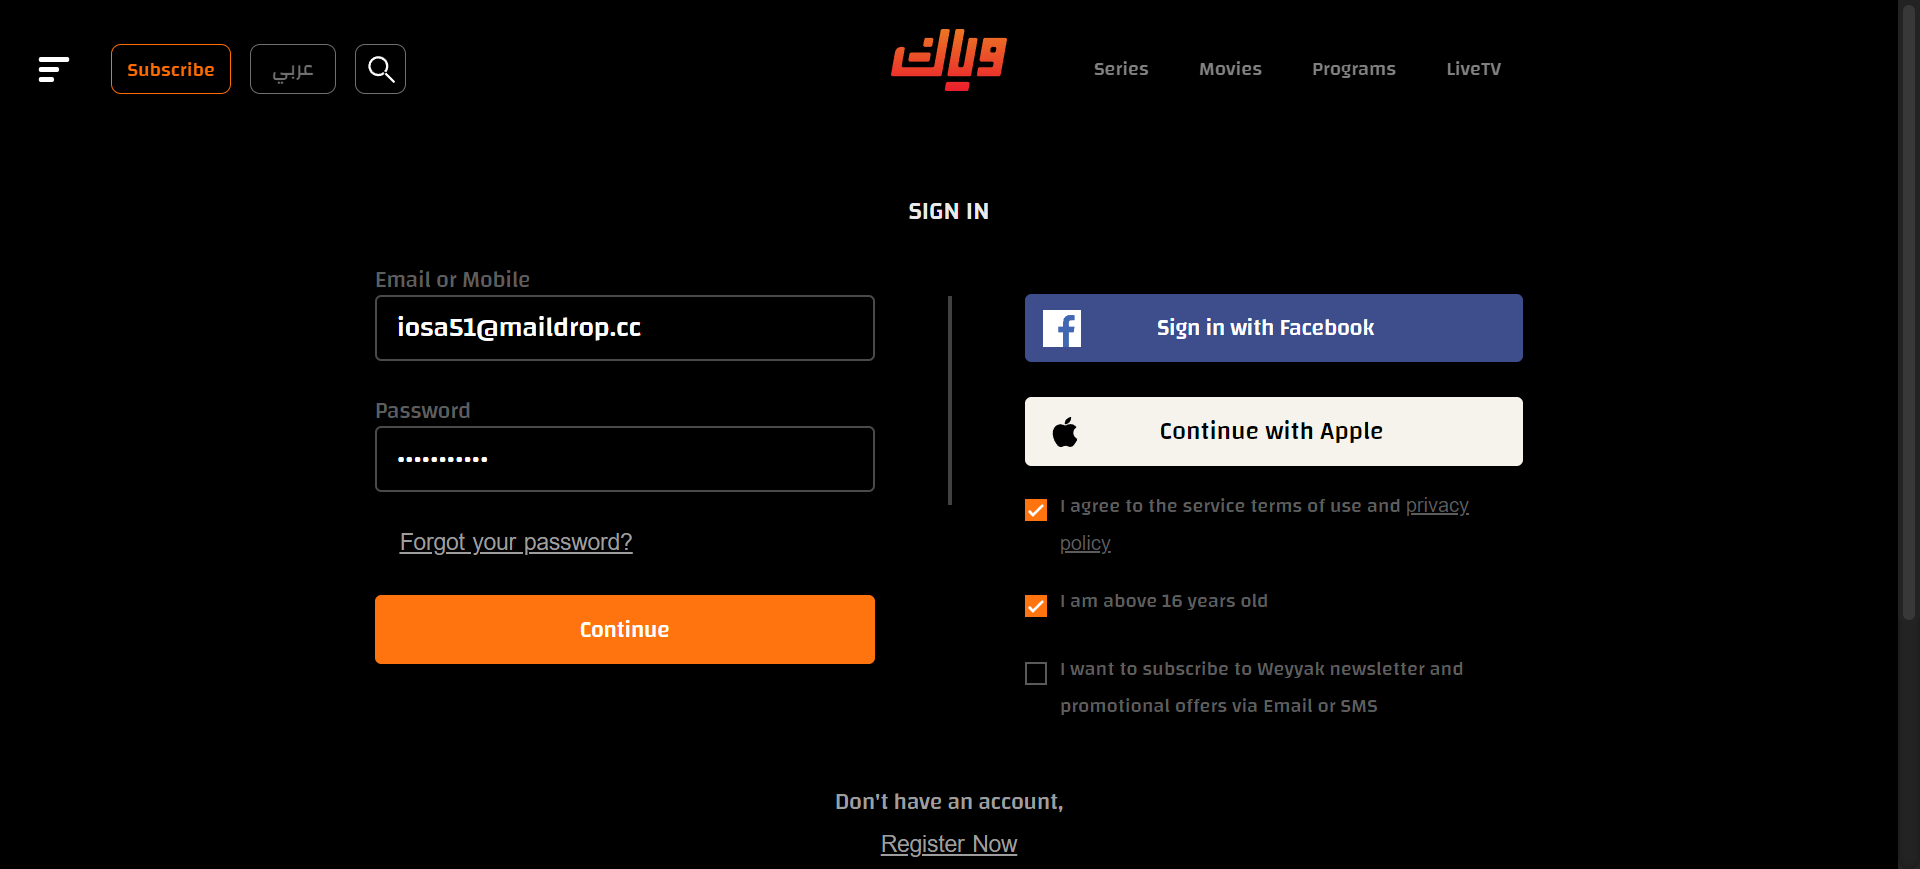 Subscribe
عربي
وياك
Series
Movies
Programs
LiveTV
SIGN IN
Email or Mobile
iosa51@maildrop.cc
Password
•••••••••••
Forgot your password?
Continue
Sign in with Facebook
Continue with Apple
I agree to the service terms of use and privacy
policy
I am above 16 years old
I want to subscribe to Weyyak newsletter and
promotional offers via Email or SMS
Don't have an account,
Register Now